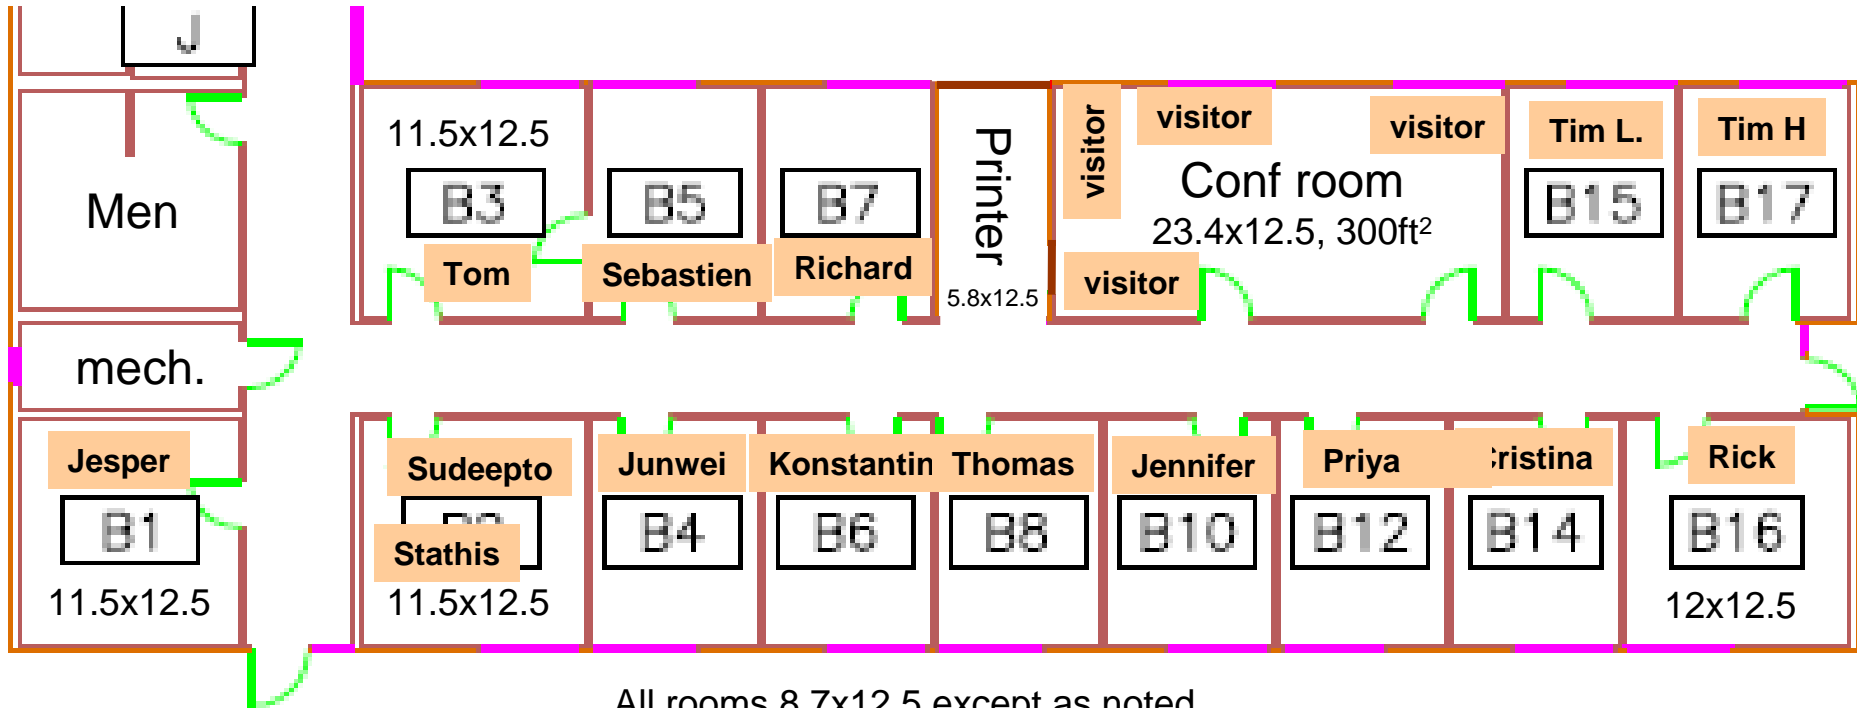 J
11.5x12.5
Men
B3
B5
B7
Printer
5.8x12.5
visitor
visitor
visitor
visitor
Conf room
23.4x12.5, 300ft²
Tim L.
Tim H
B15
B17
Tom
Sebastien
Richard
mech.
Jesper
B1
11.5x12.5
Sudeepto
Stathis
11.5x12.5
Junwei
B4
Konstantin
B6
Thomas
B8
Jennifer
B10
Priya
B12
ristina
B14
Rick
B16
12x12.5
All rooms 8.7x12.5 except as noted